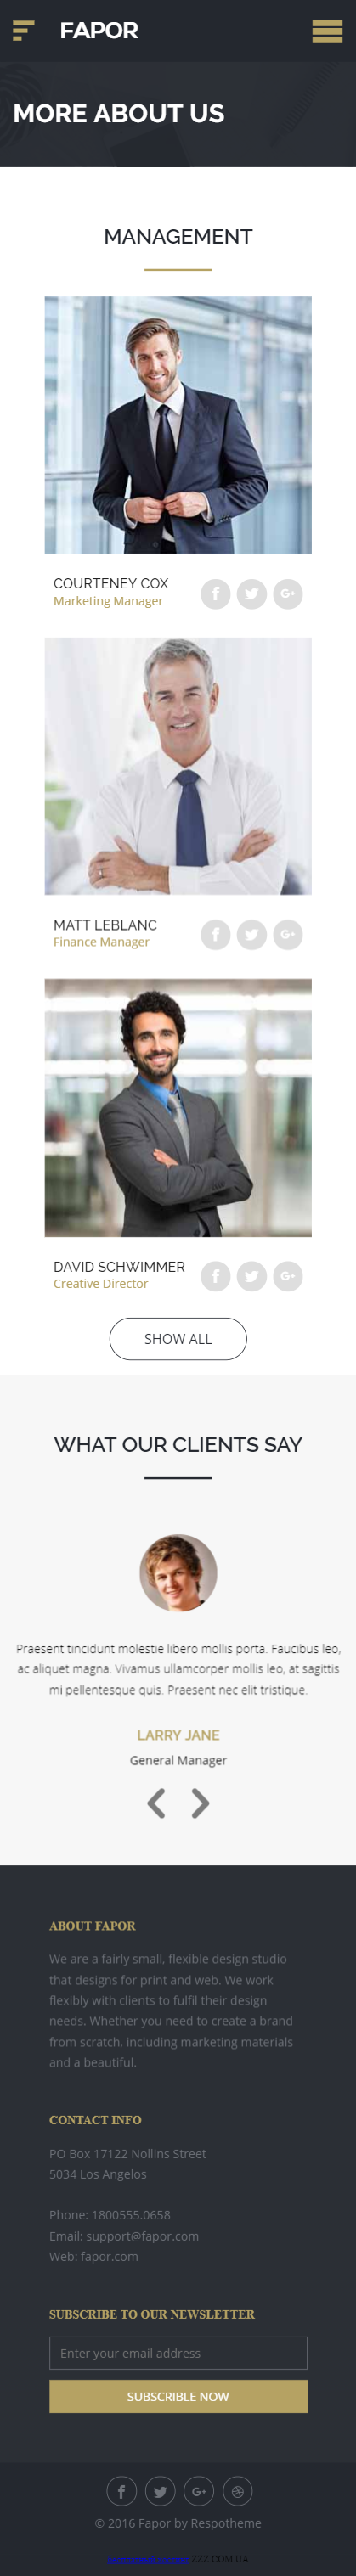 FAPOR
MORE ABOUT US
MANAGEMENT
COURTENEY COX
Marketing Manager
MATT LEBLANC
Finance Manager
DAVID SCHWIMMER
Creative Director
SHOW ALL
WHAT OUR CLIENTS SAY
Praesent tincidunt molestie libero mollis porta. Faucibus leo,
ac aliquet magna. Vivamus ullamcorper mollis leo, at sagittis
mi pellentesque quis. Praesent nec elit tristique.
LARRY JANE
General Manager
ABOUT FAPOR
We are a fairly small, flexible design studio
that designs for print and web. We work
flexibly with clients to fulfil their design
needs. Whether you need to create a brand
from scratch, including marketing materials
and a beautiful.
CONTACT INFO
PO Box 17122 Nollins Street
5034 Los Angelos
Phone: 1800555.0658
Email: support@fapor.com
Web: fapor.com
SUBSCRIBE TO OUR NEWSLETTER
Enter your email address
SUBSCRIBLE NOW
© 2016 Fapor by Respotheme
ZZZ.COM.UA